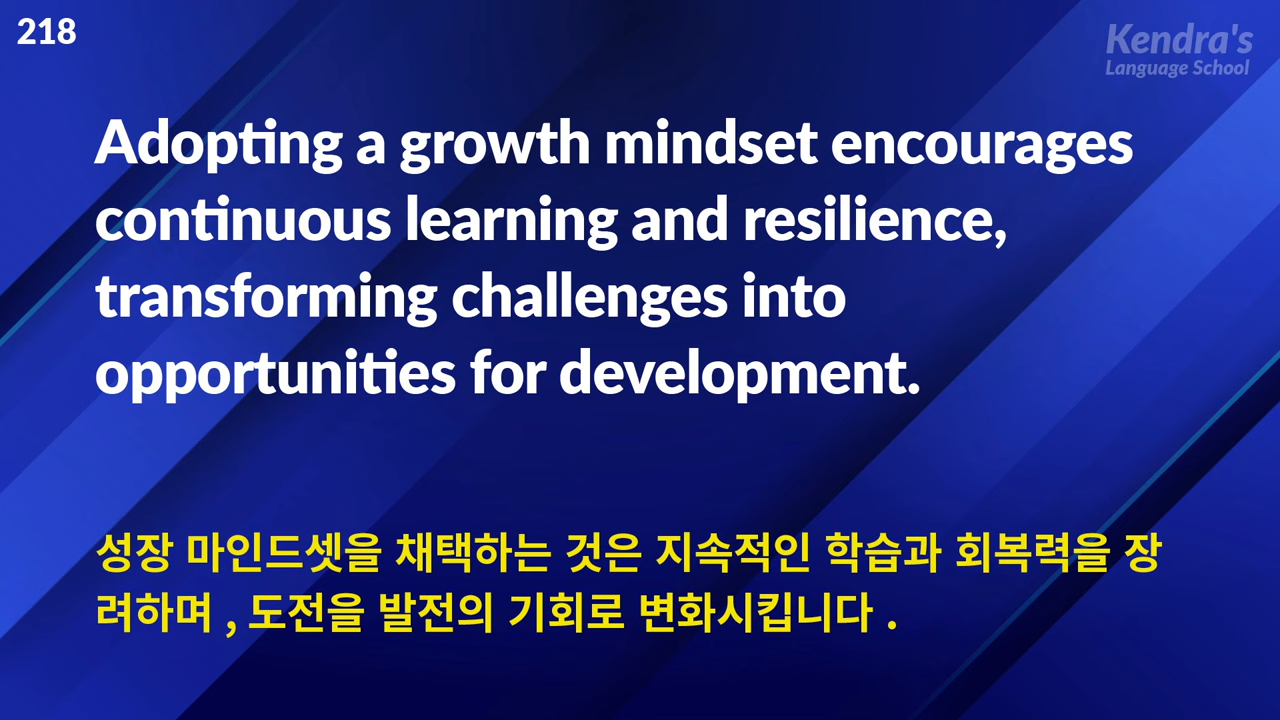 218
Kendra's
Language School
Adopting a growth mindset encourages
continuous learning and resilience,
transforming challenges into
opportunities for development.
성장 마인드셋을 채택하는 것은 지속적인 학습과 회복력을 장
려하며 , 도전을 발전의 기회로 변화시킵니다 .